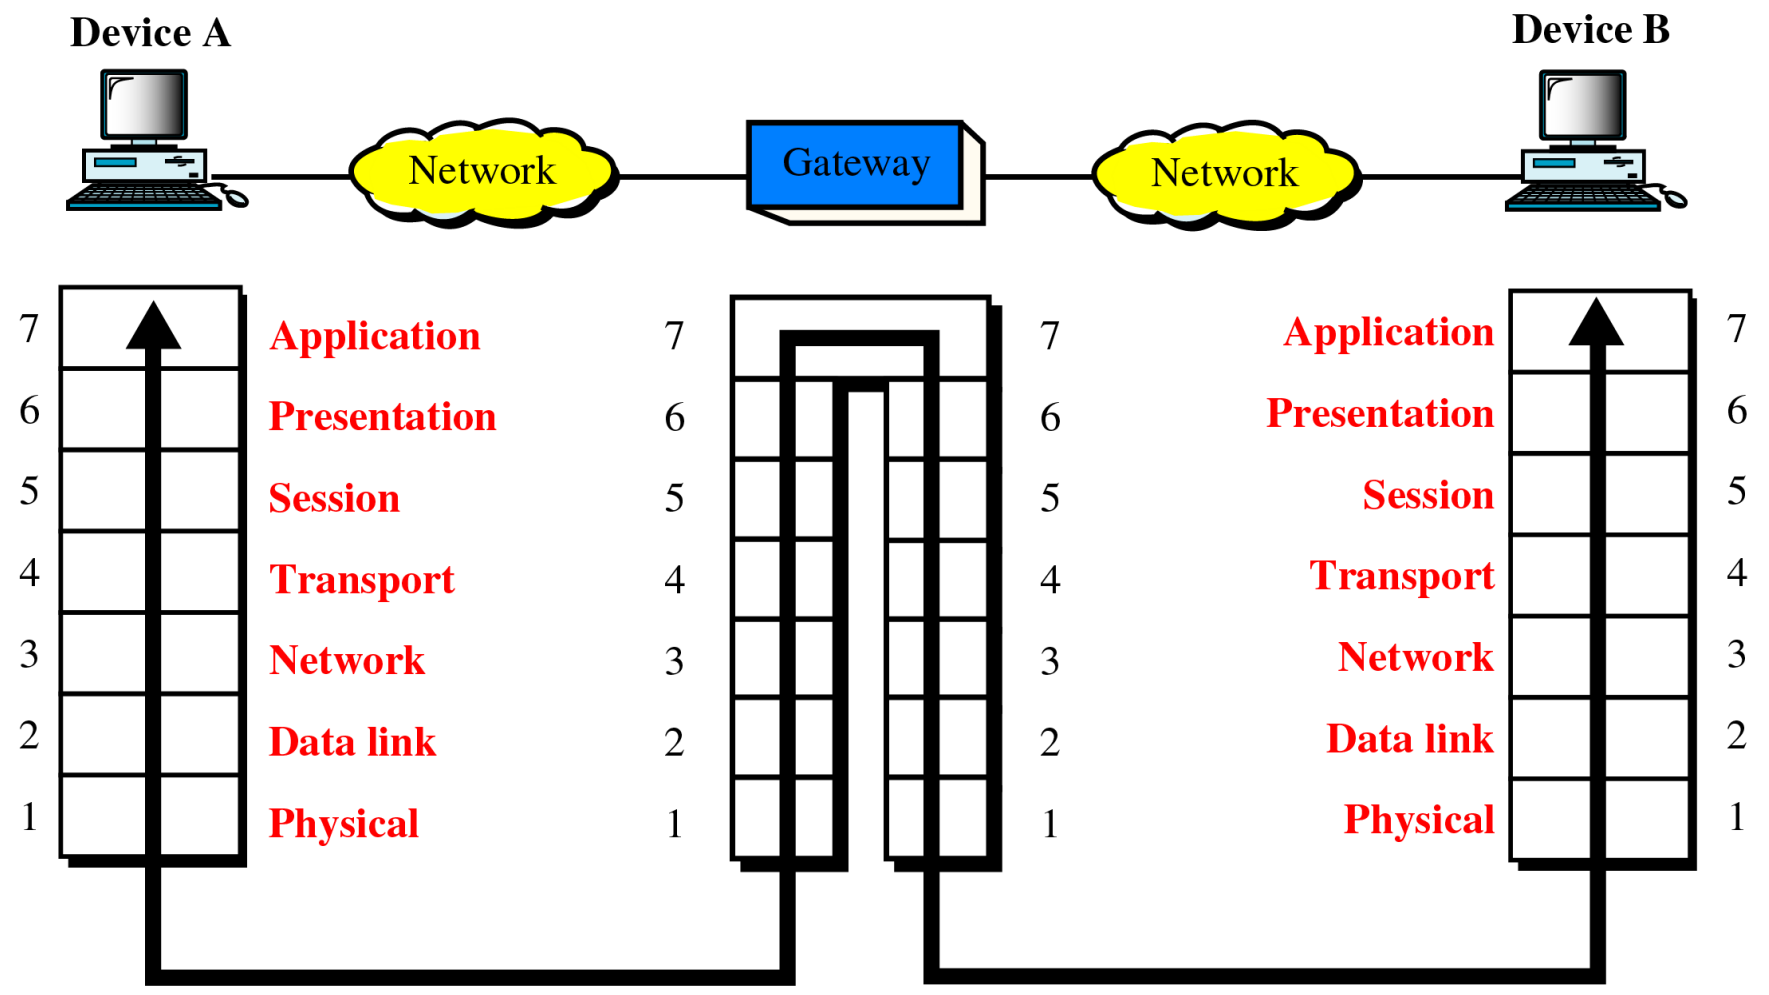 Device A
Device B
Network
Gateway
Network
7 Application 7 7 Application 7
6 Presentation 6 6 Presentation 6
5 Session 5 5 Session 5
4 Transport 4 4 Transport 4
3 Network 3 3 Network 3
2 Data link 2 2 Data link 2
1 Physical 1 1 Physical 1